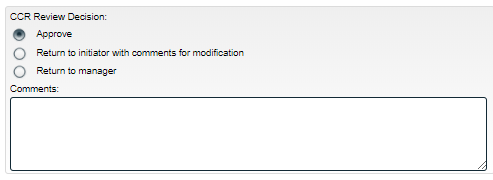 CCR Review Decision:
Approve
Return to initiator with comments for modification
Return to manager
Comments: